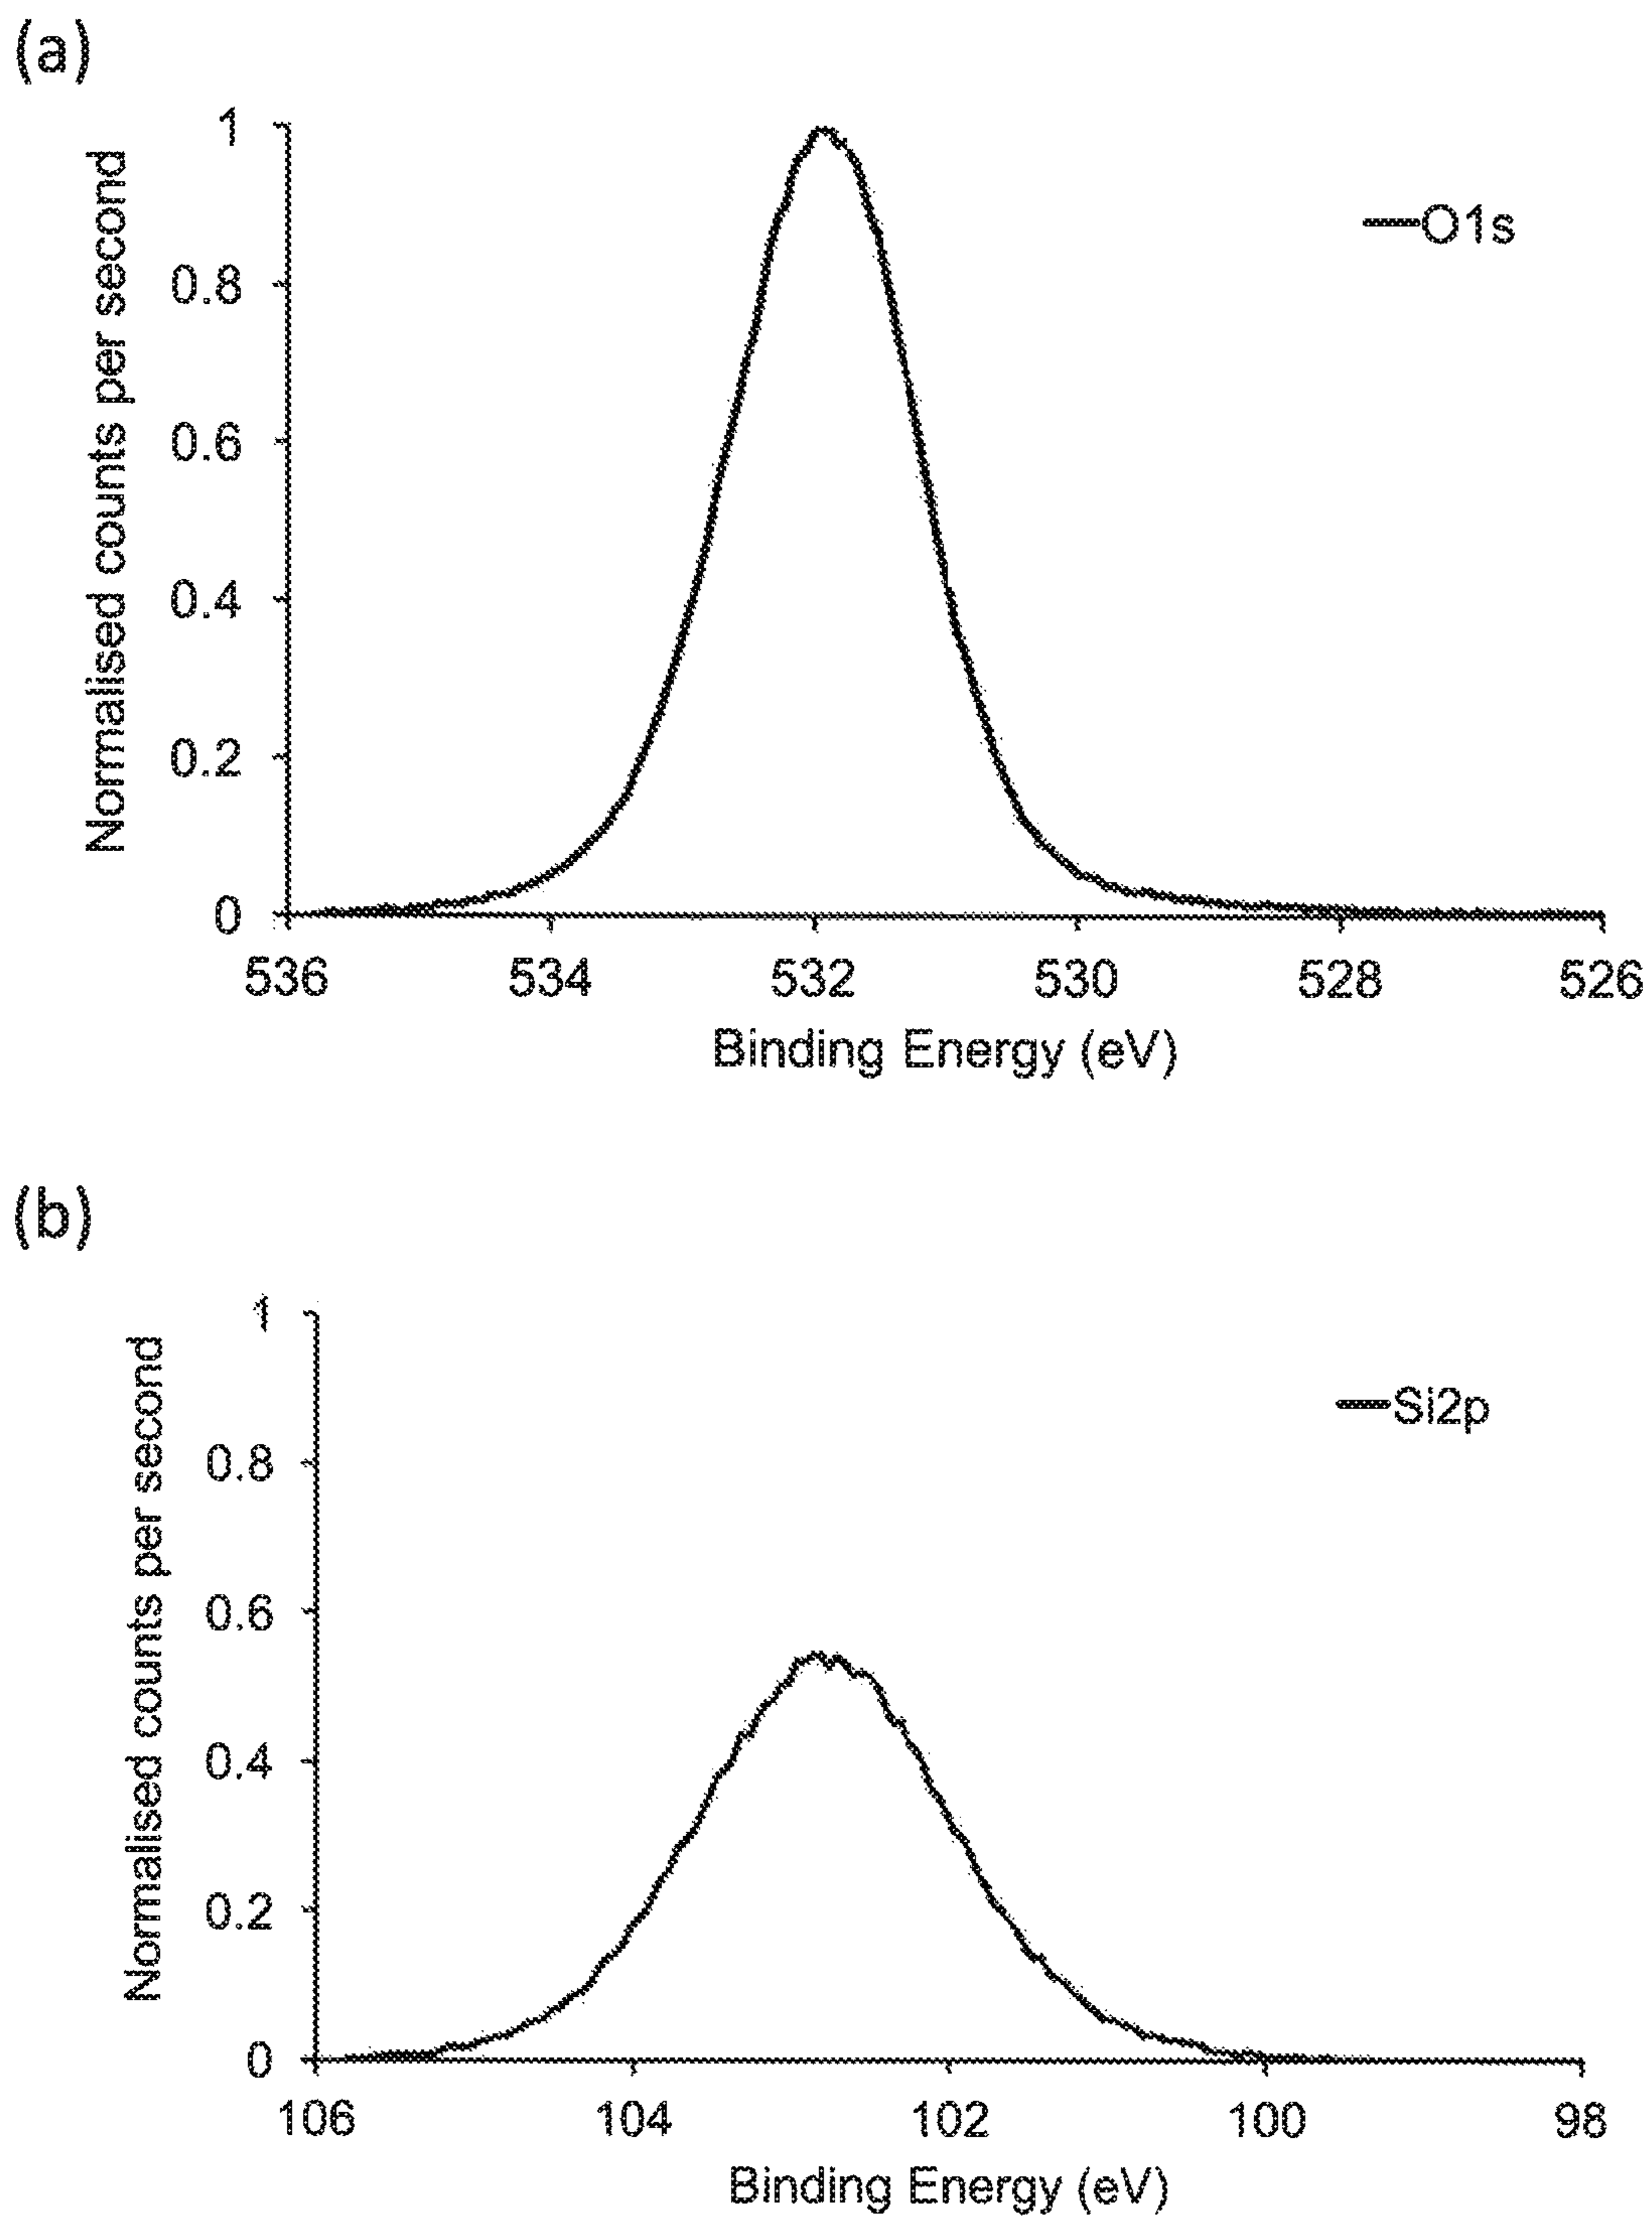 (a)
Normalised counts per second
1
0.8
0.6
0.4
0.2
0
O1s
536 534 532 530 528 526
Binding Energy (eV)
(b)
Normalised counts per second
1
0.8
0.6
0.4
0.2
0
Si2p
106 104 102 100 98
Binding Energy (eV)